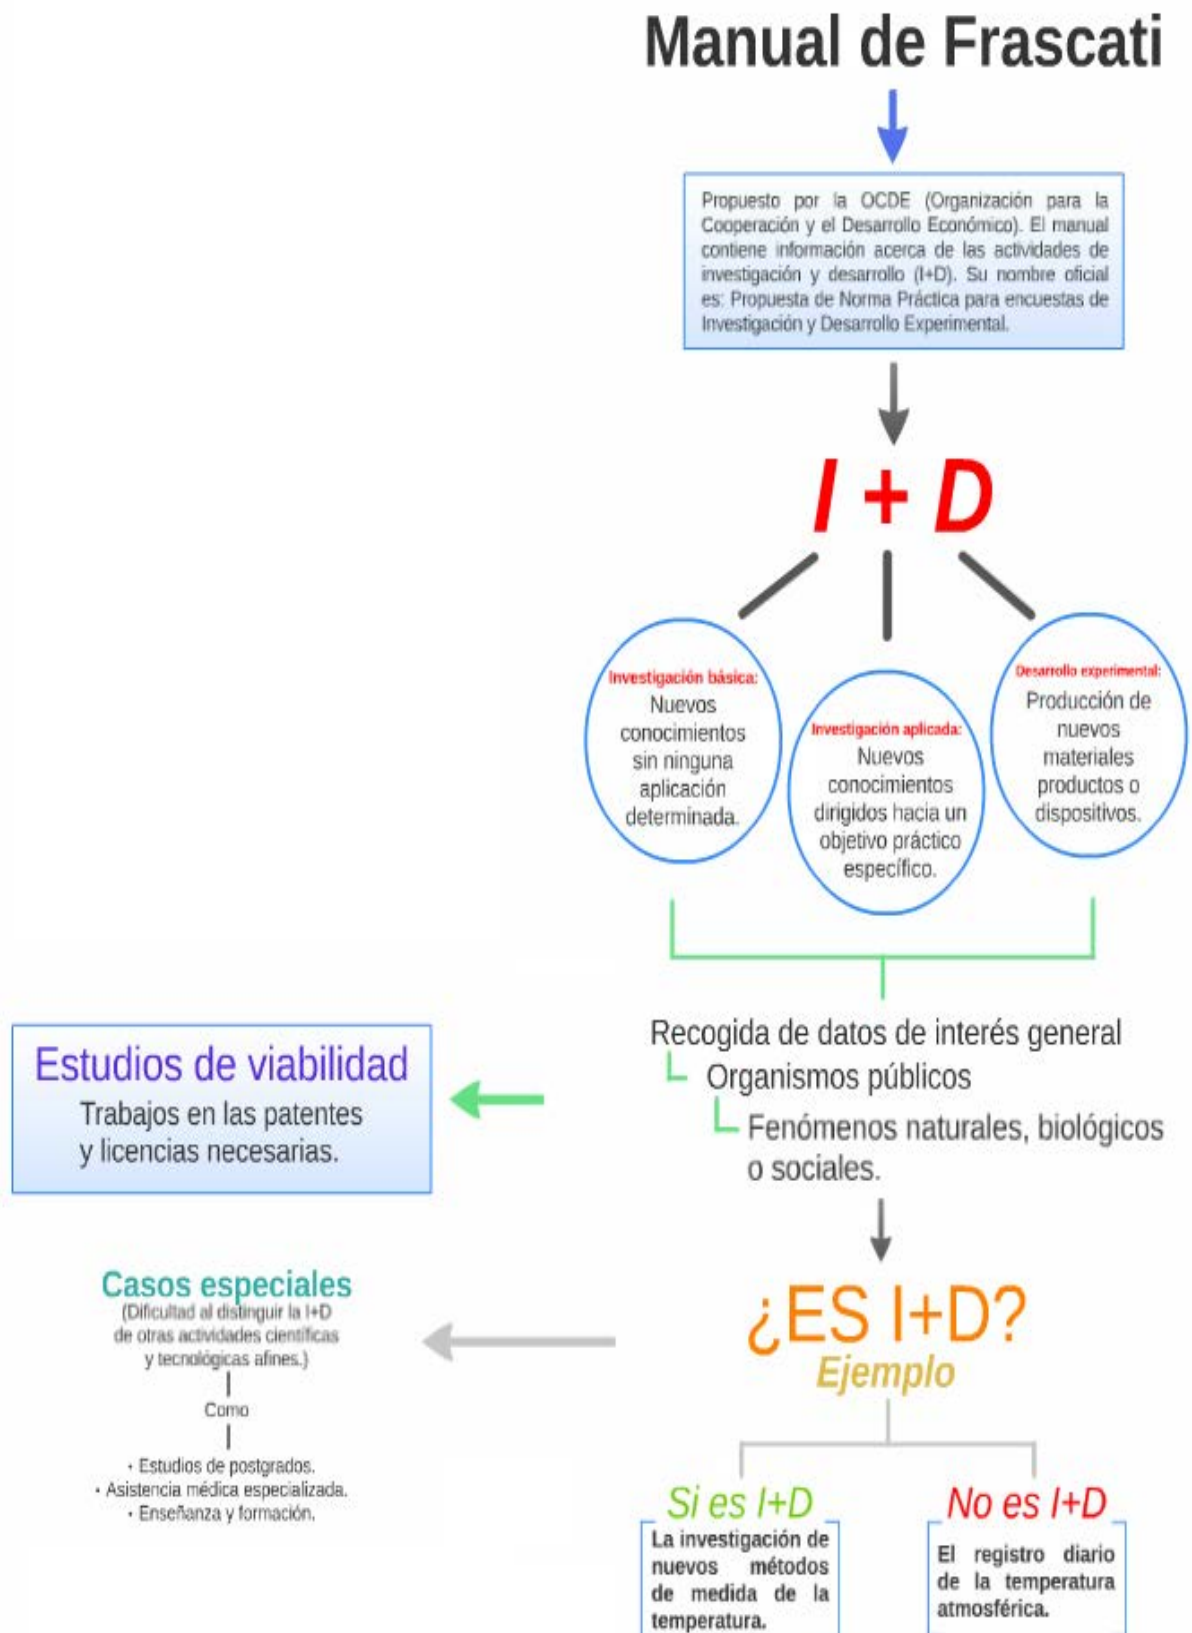 Manual de Frascati
Propuesto por la OCDE (Organización para la
Cooperación y el Desarrollo Económico). El manual
contiene información acerca de las actividades de
investigación y desarrollo (I+D). Su nombre oficial
es: Propuesta de Norma Práctica para encuestas de
Investigación y Desarrollo Experimental.
I + D
Investigación básica:
Nuevos
conocimientos
sin ninguna
aplicación
determinada.
Investigación aplicada:
Nuevos
conocimientos
dirigidos hacia un
objetivo práctico
específico.
Desarrollo experimental:
Producción de
nuevos
materiales
productos o
dispositivos.
Recogida de datos de interés general
Organismos públicos
Fenómenos naturales, biológicos
o sociales.
Estudios de viabilidad
Trabajos en las patentes
y licencias necesarias.
¿ES I+D?
Ejemplo
Casos especiales
(Dificultad al distinguir la I+D
de otras actividades científicas
y tecnológicas afines.)
Como
· Estudios de postgrados.
· Asistencia médica especializada.
· Enseñanza y formación.
Si es I+D
La investigación de
nuevos métodos
de medida de la
temperatura.
No es I+D
El registro diario
de la temperatura
atmosférica.